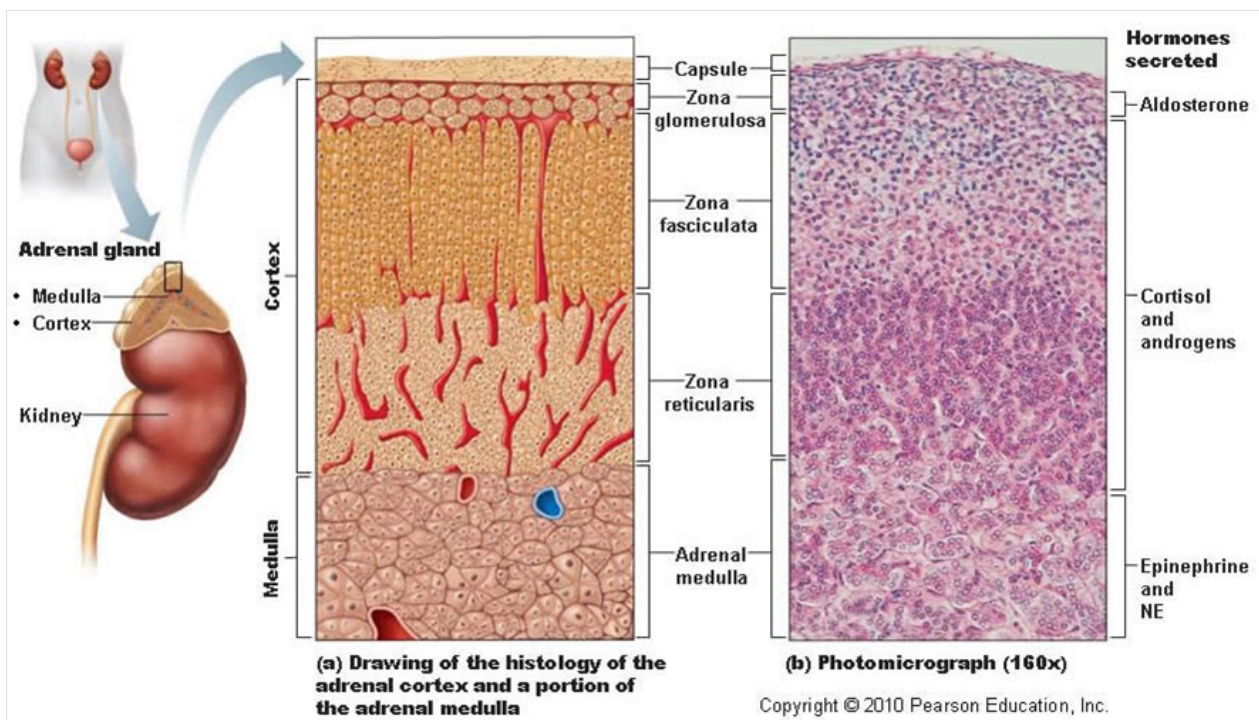 Adrenal gland
• Medulla
• Cortex
Kidney
Cortex
Medulla
Capsule
Zona
glomerulosa
Zona
fasciculata
Zona
reticularis
Adrenal
medulla
Hormones
secreted
Aldosterone
Cortisol
and
androgens
Epinephrine
and
NE
(a) Drawing of the histology of the
adrenal cortex and a portion of
the adrenal medulla
(b) Photomicrograph (160x)
Copyright © 2010 Pearson Education, Inc.